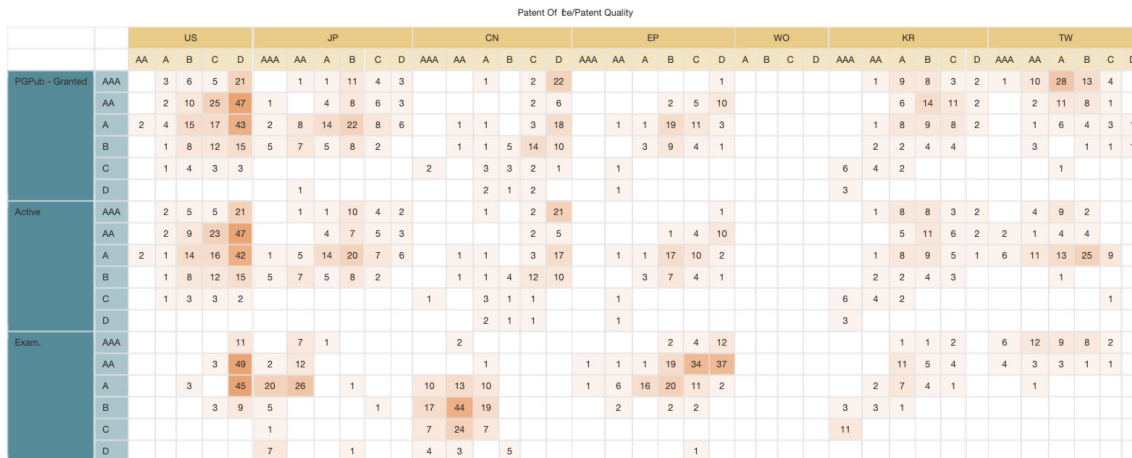 Patent Of ce/Patent Quality
US JP CN EP WO KR TW
AA A B C D AAA AA A B C D AAA AA A B C D AAA AA A B C D A B C D AAA AA A B C D AAA AA A B C
PGPub - Granted AAA 3 6 5 21 1 1 11 4 3 1 2 22 1 1 9 8 3 2 1 10 28 13 4
AA 2 10 25 47 1 4 8 6 3 2 6 2 5 10 6 14 11 2 2 11 8 1
A 2 4 15 17 43 2 8 14 22 8 6 1 1 3 18 1 1 19 11 3 1 8 9 8 2 1 6 4 3
B 1 8 12 15 5 7 5 8 2 1 1 5 14 10 3 9 4 1 2 2 4 4 3 1 1
C 1 4 3 3 2 3 3 2 1 1 6 4 2 1
D 1 2 1 2 1 3
Active AAA 2 5 5 21 1 1 10 4 2 1 2 21 1 1 8 8 3 2 4 9 2
AA 2 9 23 47 4 7 5 3 2 5 1 4 10 5 11 6 2 2 1 4 4
A 2 1 14 16 42 1 5 14 20 7 6 1 1 3 17 1 1 17 10 2 1 8 9 5 1 6 11 13 25 9
B 1 8 12 15 5 7 5 8 2 1 1 4 12 10 3 7 4 1 2 2 4 3 1
C 1 3 3 2 1 3 1 1 1 6 4 2 1
D 2 1 1 1 3
Exam. AAA 11 7 1 2 2 4 12 1 1 2 6 12 9 8 2
AA 3 49 2 12 1 1 1 1 19 34 37 11 5 4 4 3 3 1 1
A 3 45 20 26 1 10 13 10 1 6 16 20 11 2 2 7 4 1 1
B 3 9 5 1 17 44 19 2 2 2 3 3 1
C 1 7 24 7 11
D 7 1 4 3 5 1